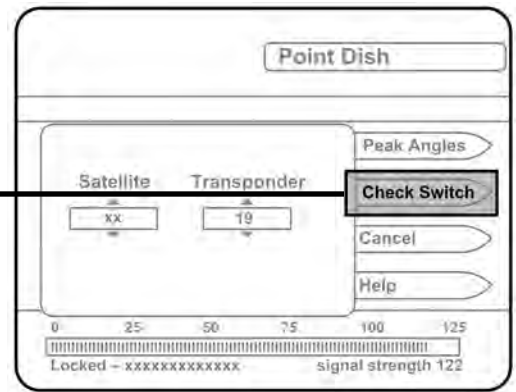 Point Dish
Peak Angles
Satellite Transponder
Check Switch
xx 19
Cancel
Help
0 25 50 75 100 125
Locked – xxxxxxxxxxxxx signal strength 122